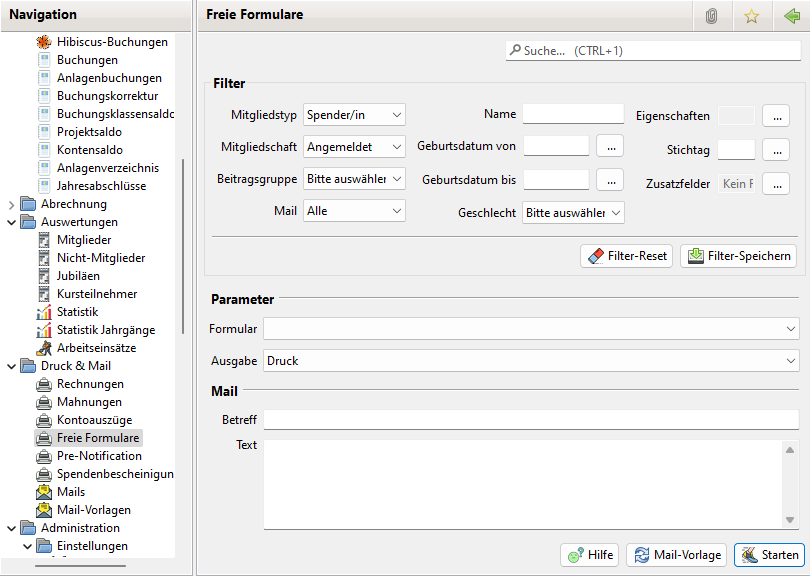 Navigation
Hibiscus-Buchungen
Buchungen
Anlagenbuchungen
Buchungskorrektur
Buchungsklassensaldo
Projektsaldo
Kontensaldo
Anlagenverzeichnis
Jahresabschlüsse
Abrechnung
Auswertungen
Mitglieder
Nicht-Mitglieder
Jubiläen
Kursteilnehmer
Statistik
Statistik Jahrgänge
Arbeitseinsätze
Druck & Mail
Rechnungen
Mahnungen
Kontoauszüge
Freie Formulare
Pre-Notification
Spendenbescheinigun
Mails
Mail-Vorlagen
Administration
Einstellungen
Freie Formulare
Suche... (CTRL+1)
Filter
Mitgliedstyp Spender/in Name Eigenschaften ...
Mitgliedschaft Angemeldet Geburtsdatum von ... Stichtag ...
Beitragsgruppe Bitte auswähler Geburtsdatum bis ... Zusatzfelder Kein F ...
Mail Alle Geschlecht Bitte auswähler
Filter-Reset Filter-Speichern
Parameter
Formular
Ausgabe Druck
Mail
Betreff
Text
Hilfe Mail-Vorlage Starten